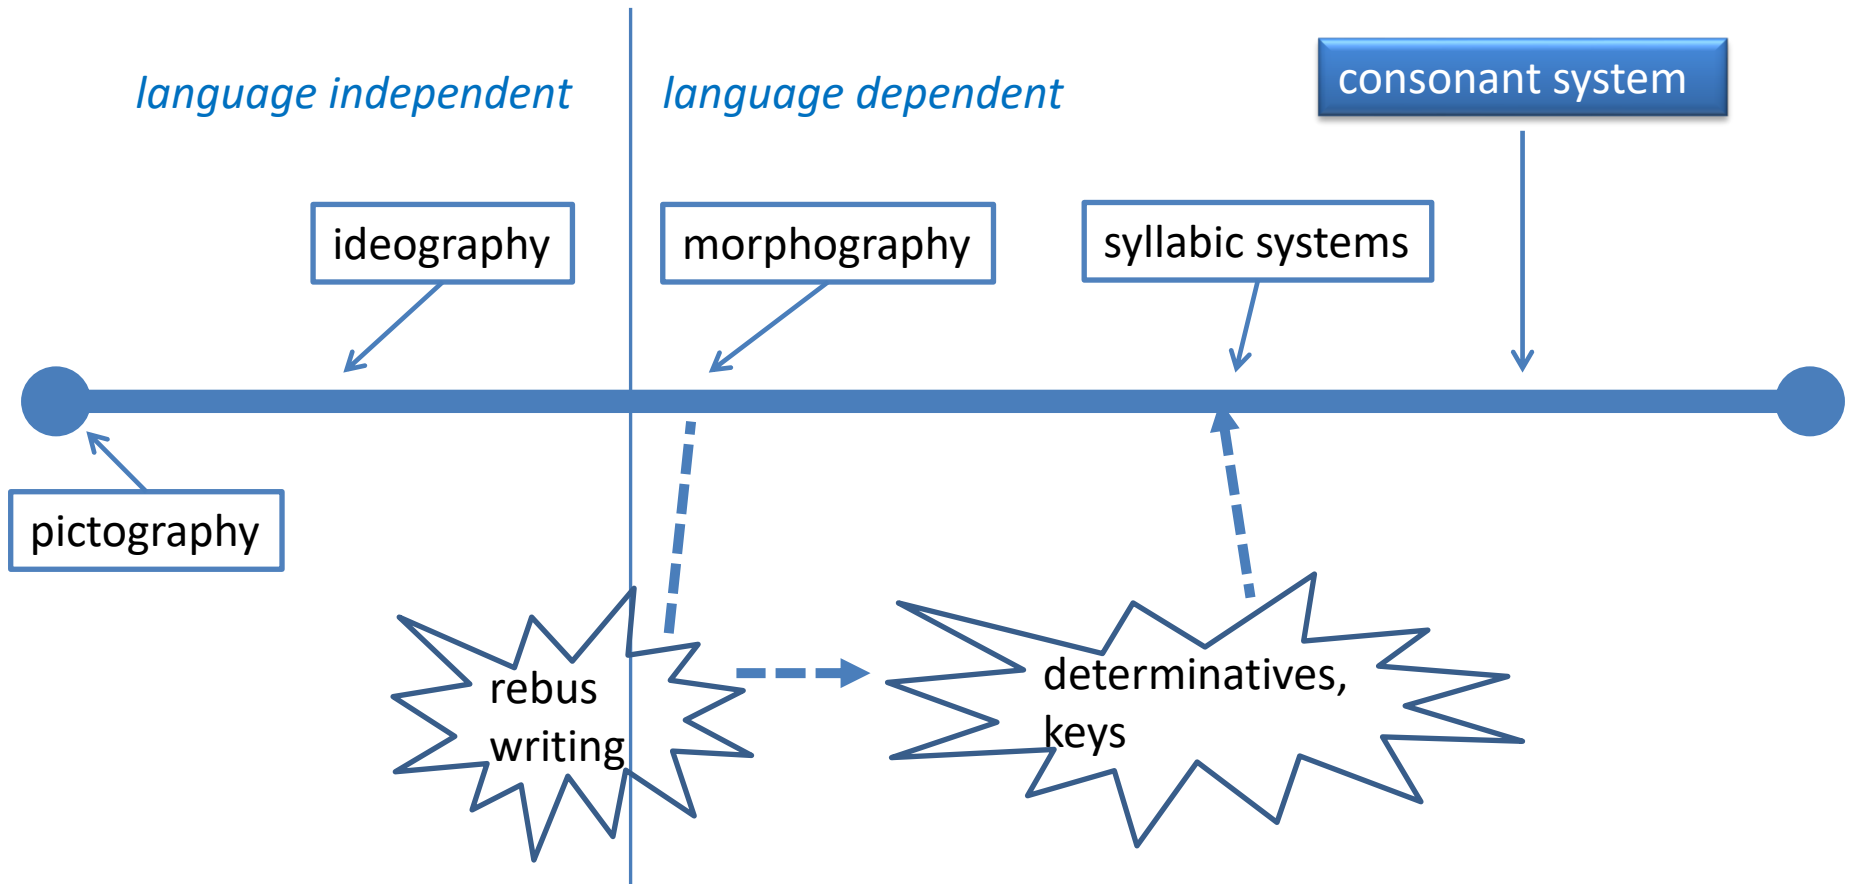 language independent
language dependent
consonant system
ideography
morphography
syllabic systems
pictography
rebus
writing
determinatives,
keys